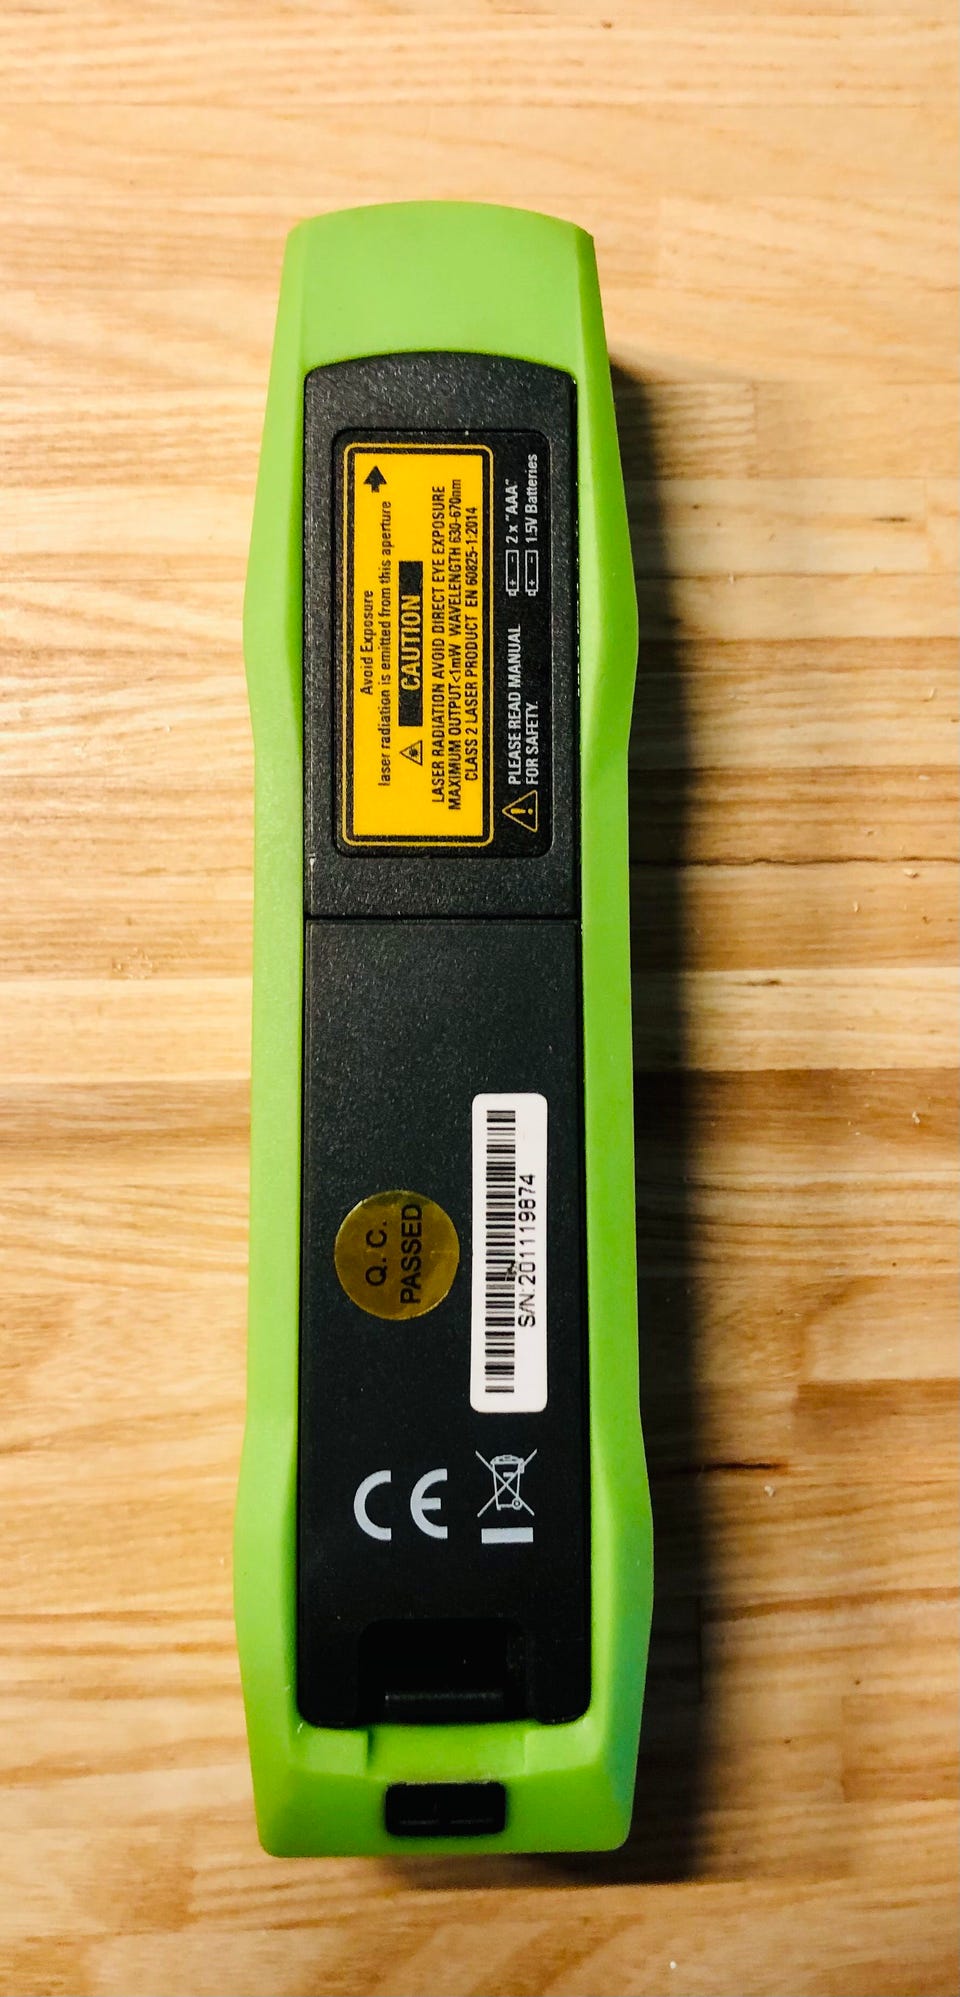 Avoid Exposure
laser radiation is emitted from this aperture
CAUTION
LASER RADIATION AVOID DIRECT EYE EXPOSURE
MAXIMUM OUTPUT<1mW WAVELENGTH 630-670nm
CLASS 2 LASER PRODUCT EN 60825-1:2014
PLEASE READ MANUAL
FOR SAFETY.
2 x "AAA"
1.5V Batteries
Q.C.
PASSED
S/N:201119874
CE